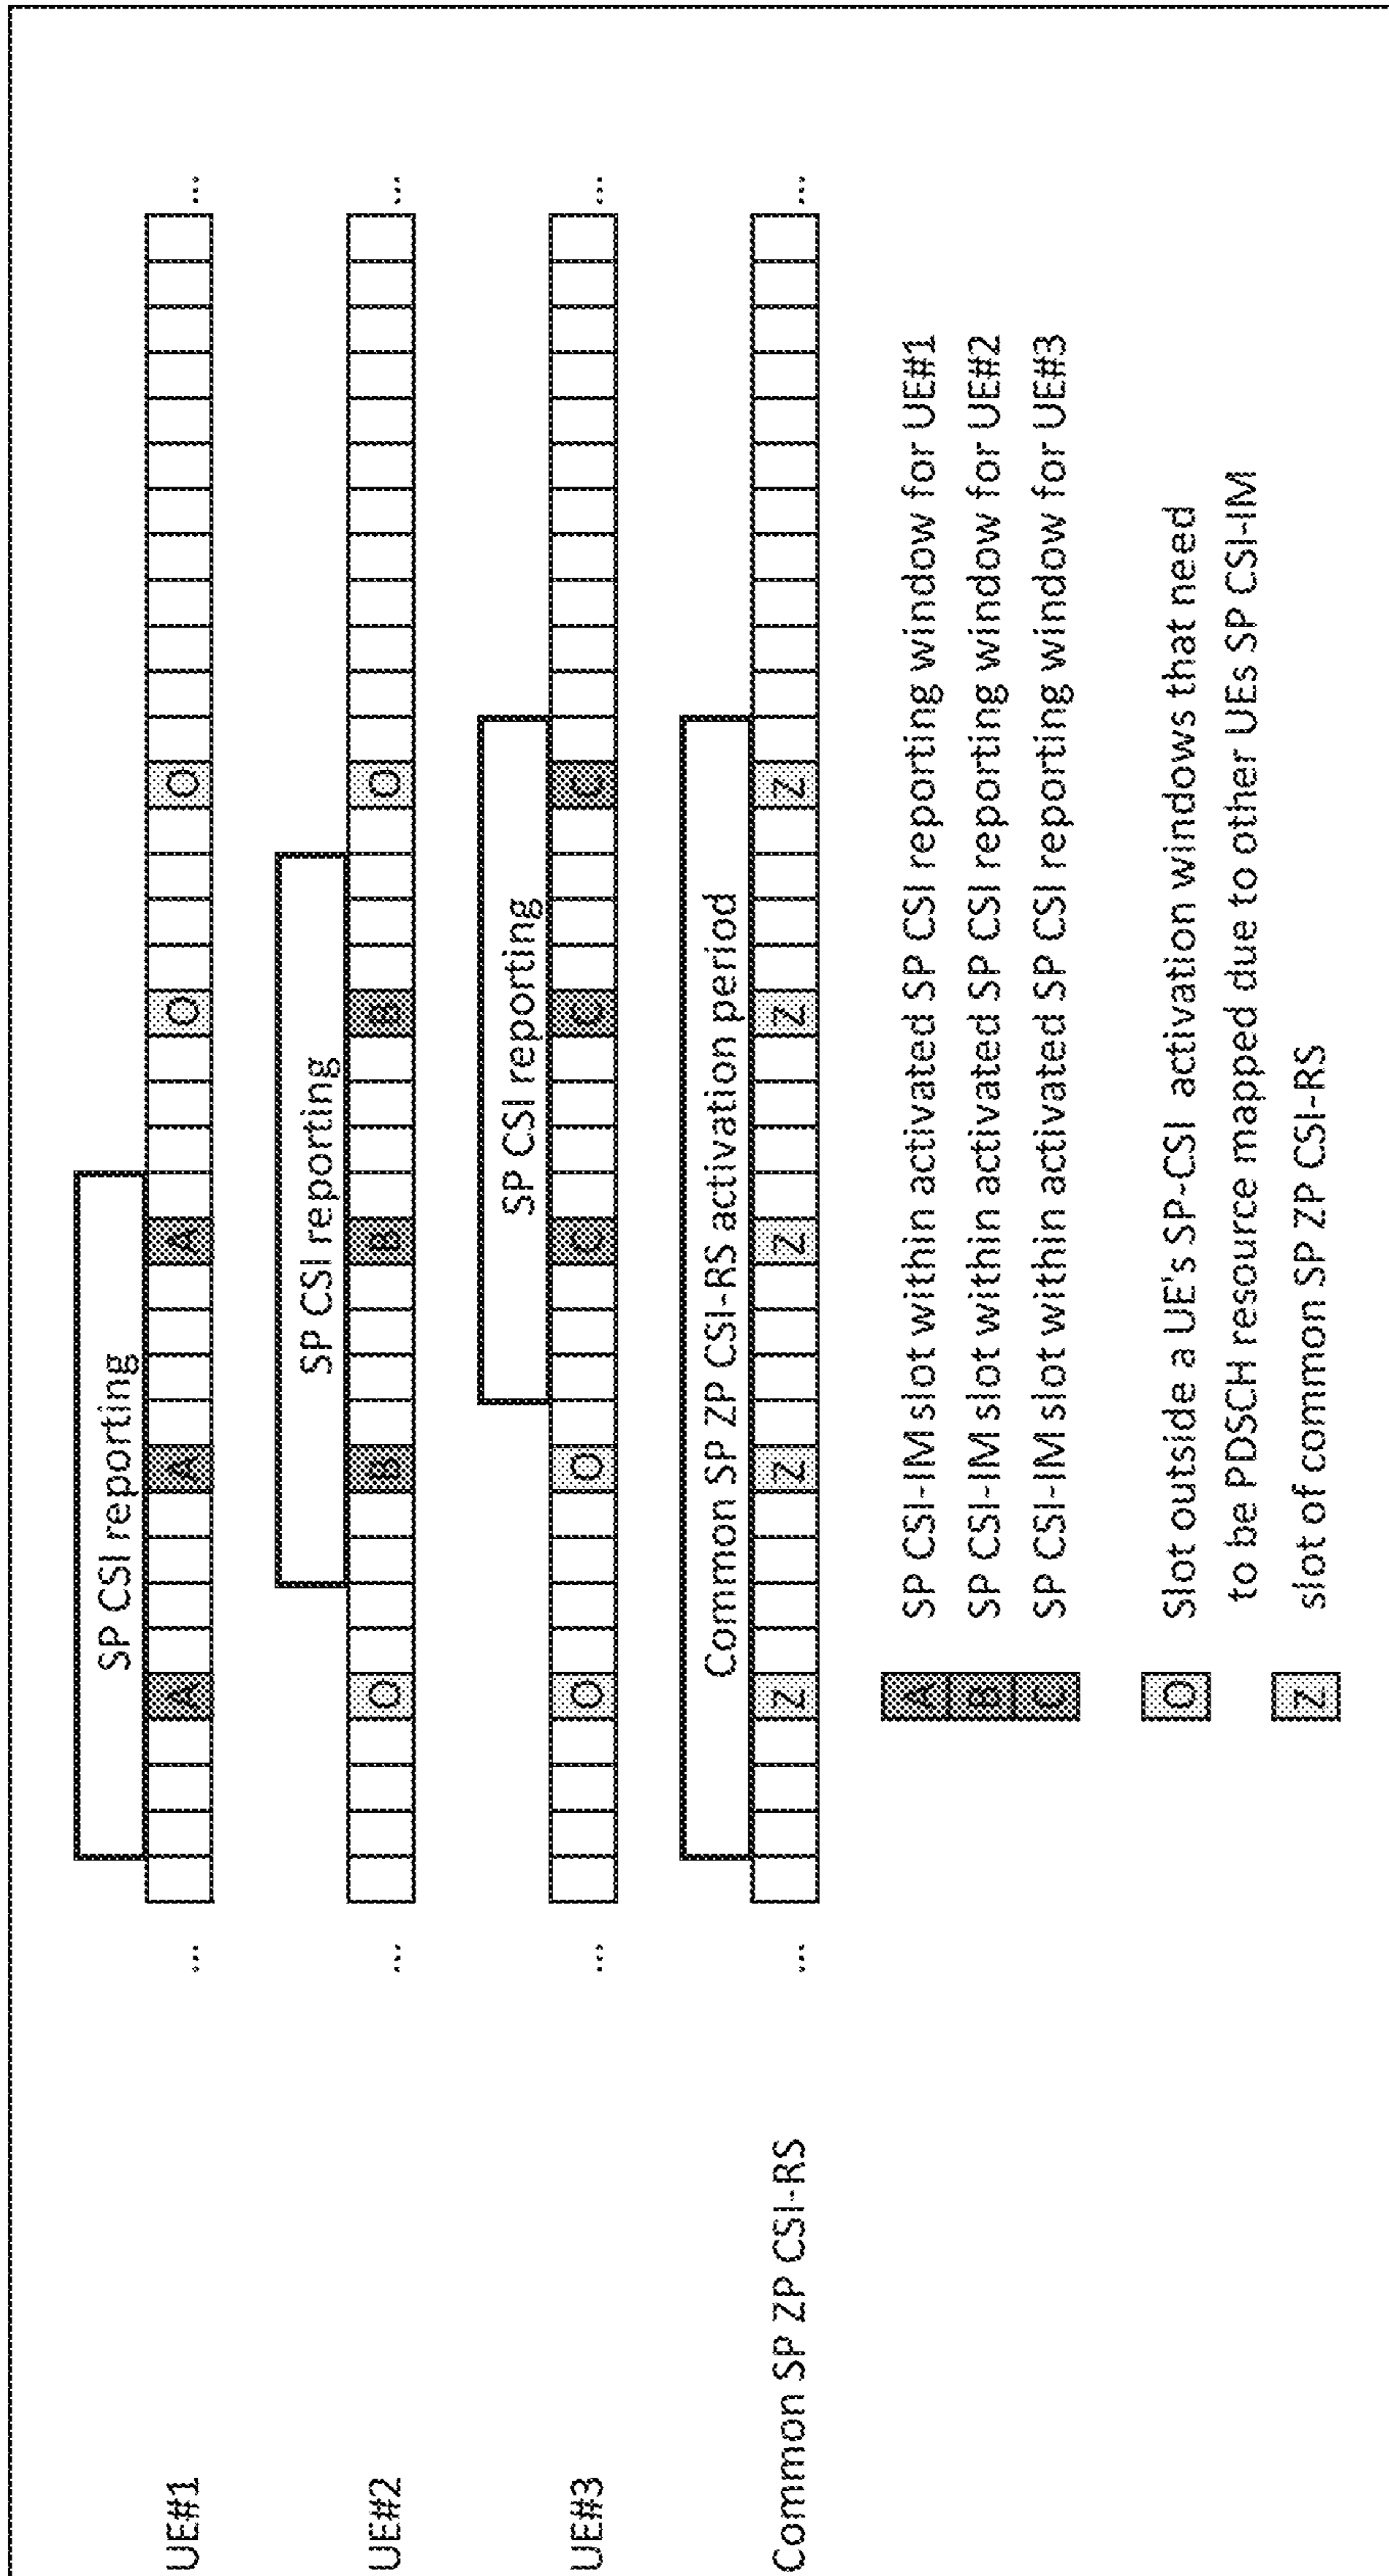 SP CSI reporting
UE#1 ... A A A O O ...
SP CSI reporting
UE#2 ... O B B B O ...
SP CSI reporting
UE#3 ... O O C C C ...
Common SP ZP CSI-RS activation period
Common SP ZP CSI-RS ... Z Z Z Z Z ...
A SP CSI-IM slot within activated SP CSI reporting window for UE#1
B SP CSI-IM slot within activated SP CSI reporting window for UE#2
C SP CSI-IM slot within activated SP CSI reporting window for UE#3
O Slot outside a UE's SP-CSI activation windows that need
to be PDSCH resource mapped due to other UEs SP CSI-IM
Z slot of common SP ZP CSI-RS